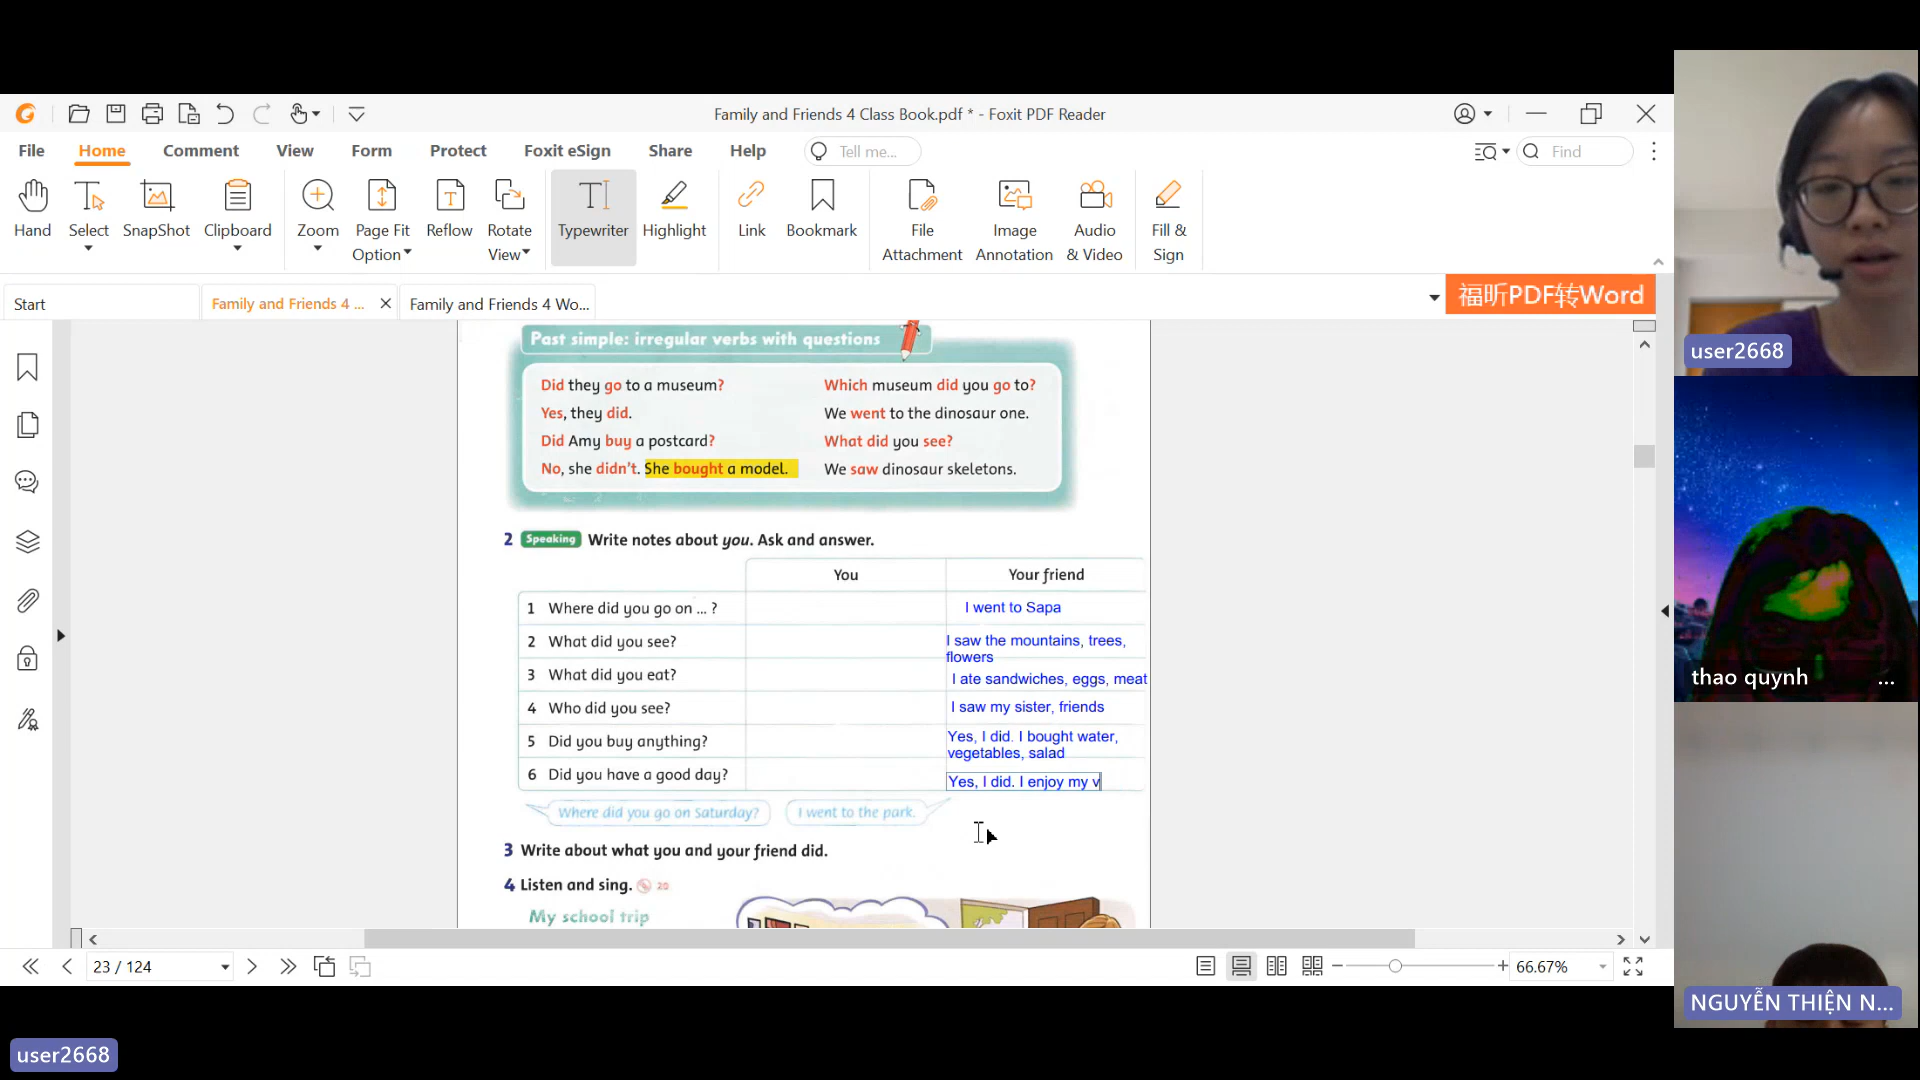 Family and Friends 4 Class Book.pdf * - Foxit PDF Reader
File Home Comment View Form Protect Foxit eSign Share Help Tell me... Find
Hand Select SnapShot Clipboard Zoom Page Fit Option Reflow Rotate View Typewriter Highlight Link Bookmark File Attachment Image Annotation Audio & Video Fill & Sign
Start Family and Friends 4 ... Family and Friends 4 Wo... 福昕PDF转Word
Past simple: irregular verbs with questions
Did they go to a museum? Which museum did you go to?
Yes, they did. We went to the dinosaur one.
Did Amy buy a postcard? What did you see?
No, she didn't. She bought a model. We saw dinosaur skeletons.
2 Speaking Write notes about you. Ask and answer.
You Your friend
1 Where did you go on ... ? I went to Sapa
2 What did you see? I saw the mountains, trees,
flowers
3 What did you eat? I ate sandwiches, eggs, meat
4 Who did you see? I saw my sister, friends
5 Did you buy anything? Yes, I did. I bought water,
vegetables, salad
6 Did you have a good day? Yes, I did. I enjoy my v
Where did you go on Saturday? I went to the park.
3 Write about what you and your friend did.
4 Listen and sing. 20
My school trip
23 / 124 66.67%
user2668
thao quynh ...
NGUYỄN THIỆN N...
user2668